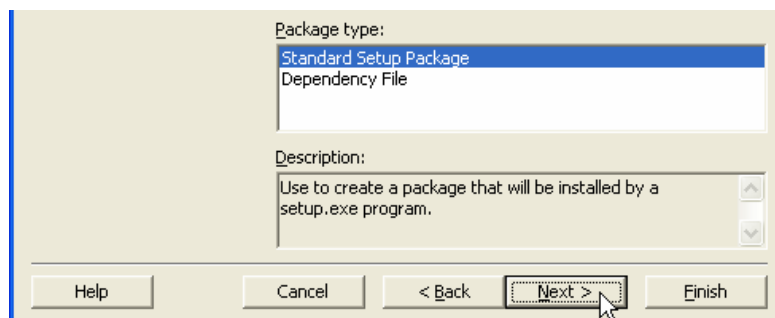 Package type:
Standard Setup Package
Dependency File
Description:
Use to create a package that will be installed by a
setup.exe program.
Help Cancel < Back Next > Finish